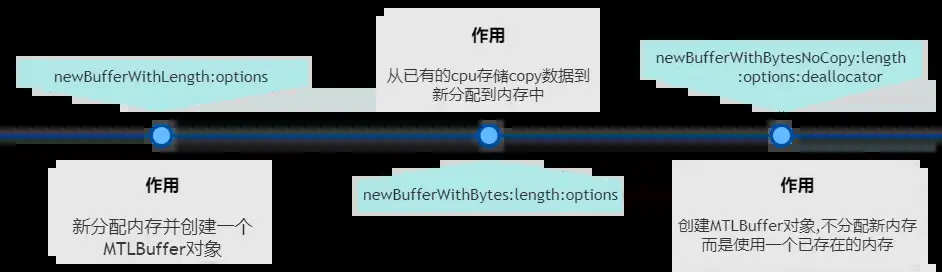 newBufferWithLength:options
作用
新分配内存并创建一个
MTLBuffer对象
作用
从已有的cpu存储copy数据到
新分配到内存中
newBufferWithBytes:length:options
newBufferWithBytesNoCopy:length
:options:deallocator
作用
创建MTLBuffer对象,不分配新内存
而是使用一个已存在的内存